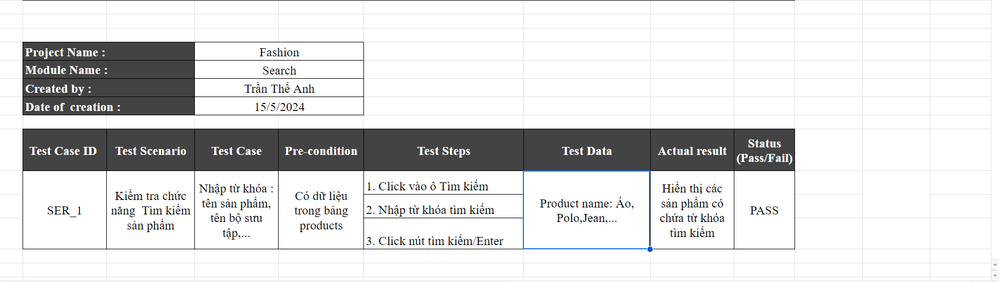 Project Name :
Fashion
Module Name :
Search
Created by :
Trần Thế Anh
Date of  creation :
15/5/2024
Test Case ID
Test Scenario
Test Case
Pre-condition
Test Steps
Test Data
Actual result
Status
(Pass/Fail)
SER_1
Kiểm tra chức
năng  Tìm kiếm
sản phẩm
Nhập từ khóa :
tên sản phẩm,
tên bộ sưu
tập,...
Có dữ liệu
trong bảng
products
1. Click vào ô Tìm kiếm
2. Nhập từ khóa tìm kiếm
3. Click nút tìm kiếm/Enter
Product name: Áo,
Polo,Jean,...
Hiển thị các
sản phẩm có
chứa từ khóa
tìm kiếm
PASS